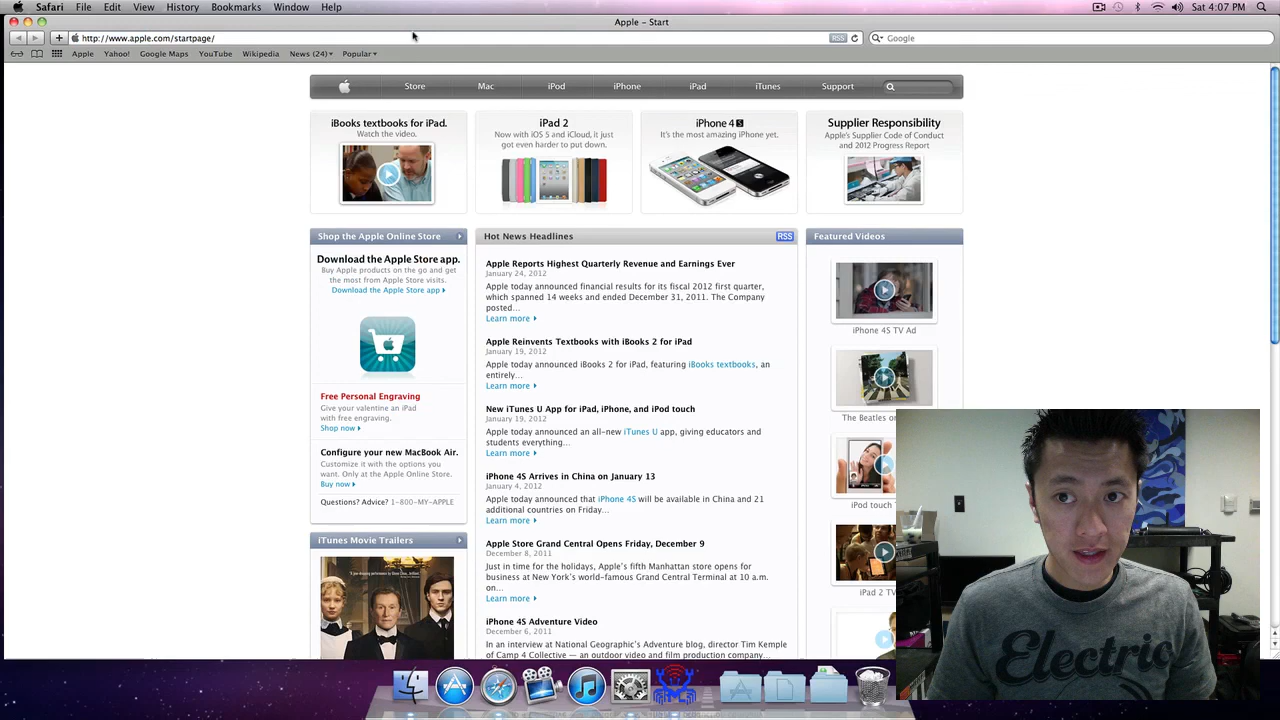 Safari File Edit View History Bookmarks Window Help
Sat 4:07 PM
Apple – Start
http://www.apple.com/startpage/
RSS
Google
Apple Yahoo! Google Maps YouTube Wikipedia News (24) Popular
Store Mac iPod iPhone iPad iTunes Support
iBooks textbooks for iPad.
Watch the video.
iPad 2
Now with iOS 5 and iCloud, it just
got even harder to put down.
iPhone 4S
It's the most amazing iPhone yet.
Supplier Responsibility
Apple's Supplier Code of Conduct
and 2012 Progress Report
Shop the Apple Online Store
Download the Apple Store app.
Buy Apple products on the go and get
the most from Apple Store visits.
Download the Apple Store app
Free Personal Engraving
Give your valentine an iPad
with free engraving.
Shop now
Configure your new MacBook Air.
Customize it with the options you
want. Only at the Apple Online Store.
Buy now
Questions? Advice? 1-800-MY-APPLE
iTunes Movie Trailers
Hot News Headlines
RSS
Apple Reports Highest Quarterly Revenue and Earnings Ever
January 24, 2012
Apple today announced financial results for its fiscal 2012 first quarter,
which spanned 14 weeks and ended December 31, 2011. The Company
posted...
Learn more
Apple Reinvents Textbooks with iBooks 2 for iPad
January 19, 2012
Apple today announced iBooks 2 for iPad, featuring iBooks textbooks, an
entirely...
Learn more
New iTunes U App for iPad, iPhone, and iPod touch
January 19, 2012
Apple today announced an all-new iTunes U app, giving educators and
students everything...
Learn more
iPhone 4S Arrives in China on January 13
January 4, 2012
Apple today announced that iPhone 4S will be available in China and 21
additional countries on Friday...
Learn more
Apple Store Grand Central Opens Friday, December 9
December 8, 2011
Just in time for the holidays, Apple's fifth Manhattan store opens for
business at New York's world-famous Grand Central Terminal at 10 a.m.
on...
Learn more
iPhone 4S Adventure Video
December 6, 2011
In an interview at National Geographic's Adventure blog, director Tim Kemple
of Camp 4 Collective — an outdoor video and film production company...
Featured Videos
iPhone 4S TV Ad
The Beatles on
iPod touch
iPad 2 TV
Electric